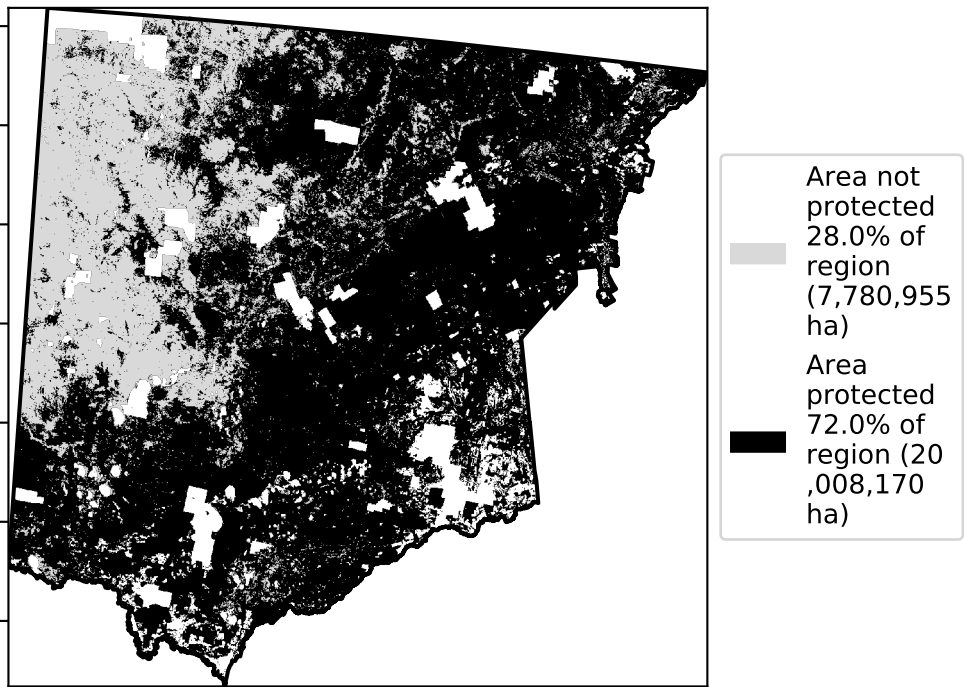 Area not
protected
28.0% of
region
(7,780,955
ha)
Area
protected
72.0% of
region (20
,008,170
ha)